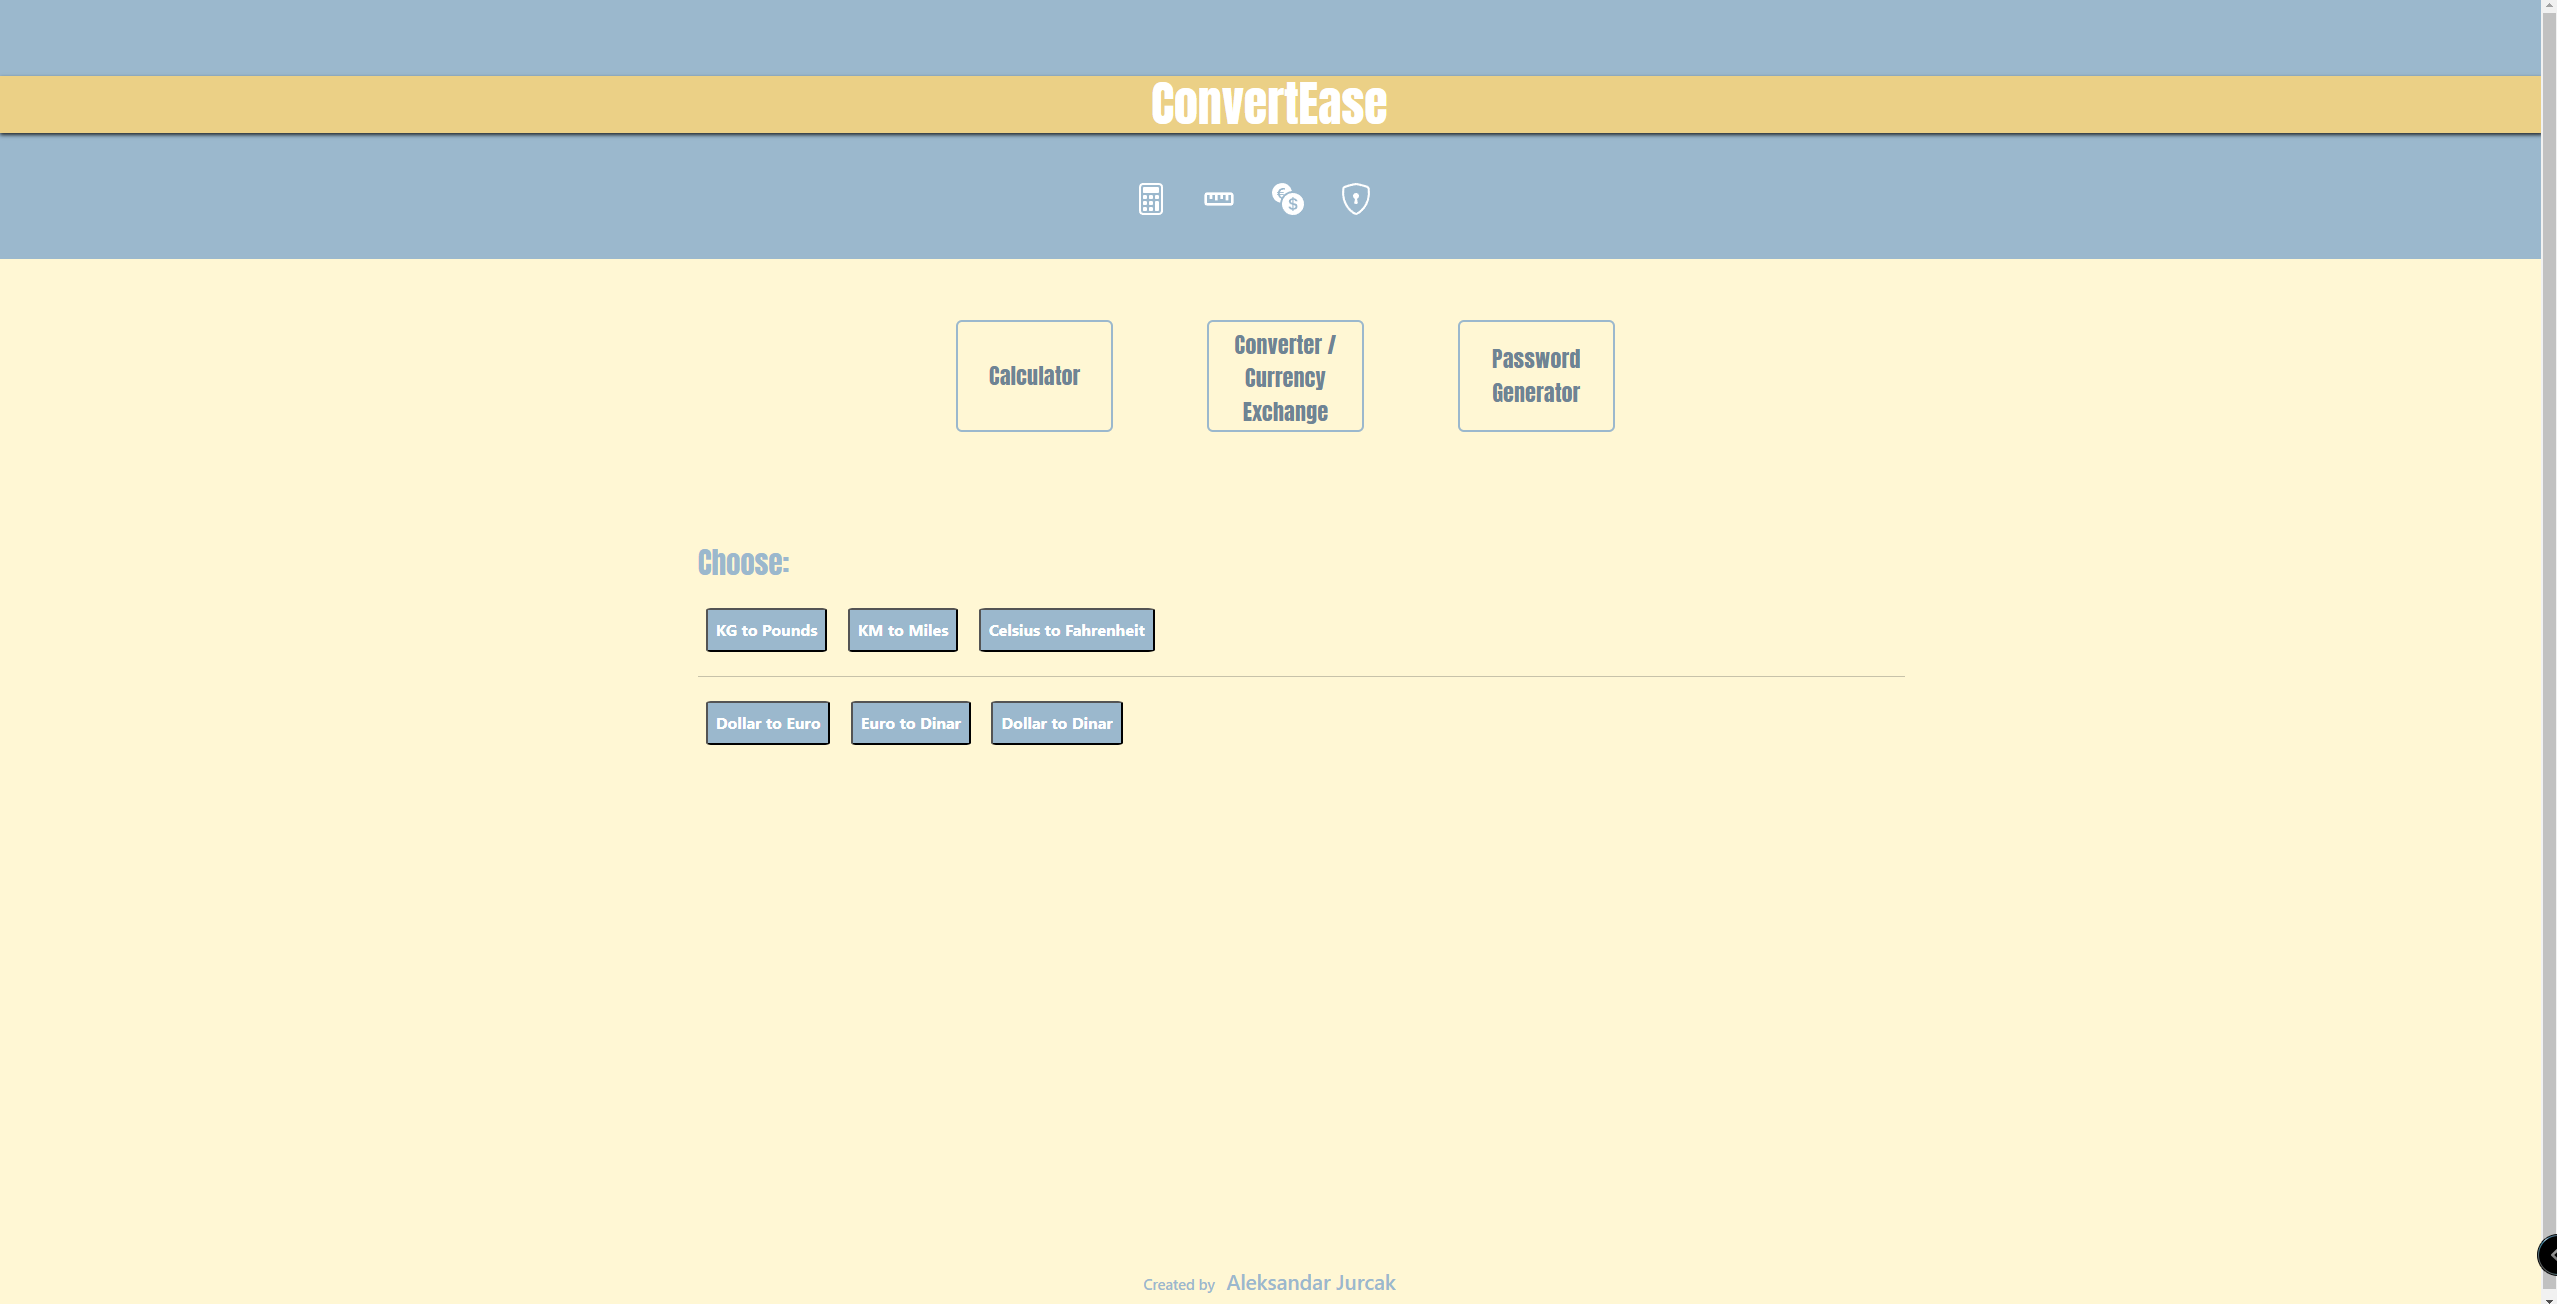 ConvertEase
Calculator
Converter /
Currency
Exchange
Password
Generator
Choose:
KG to Pounds
KM to Miles
Celsius to Fahrenheit
Dollar to Euro
Euro to Dinar
Dollar to Dinar
Created by Aleksandar Jurcak